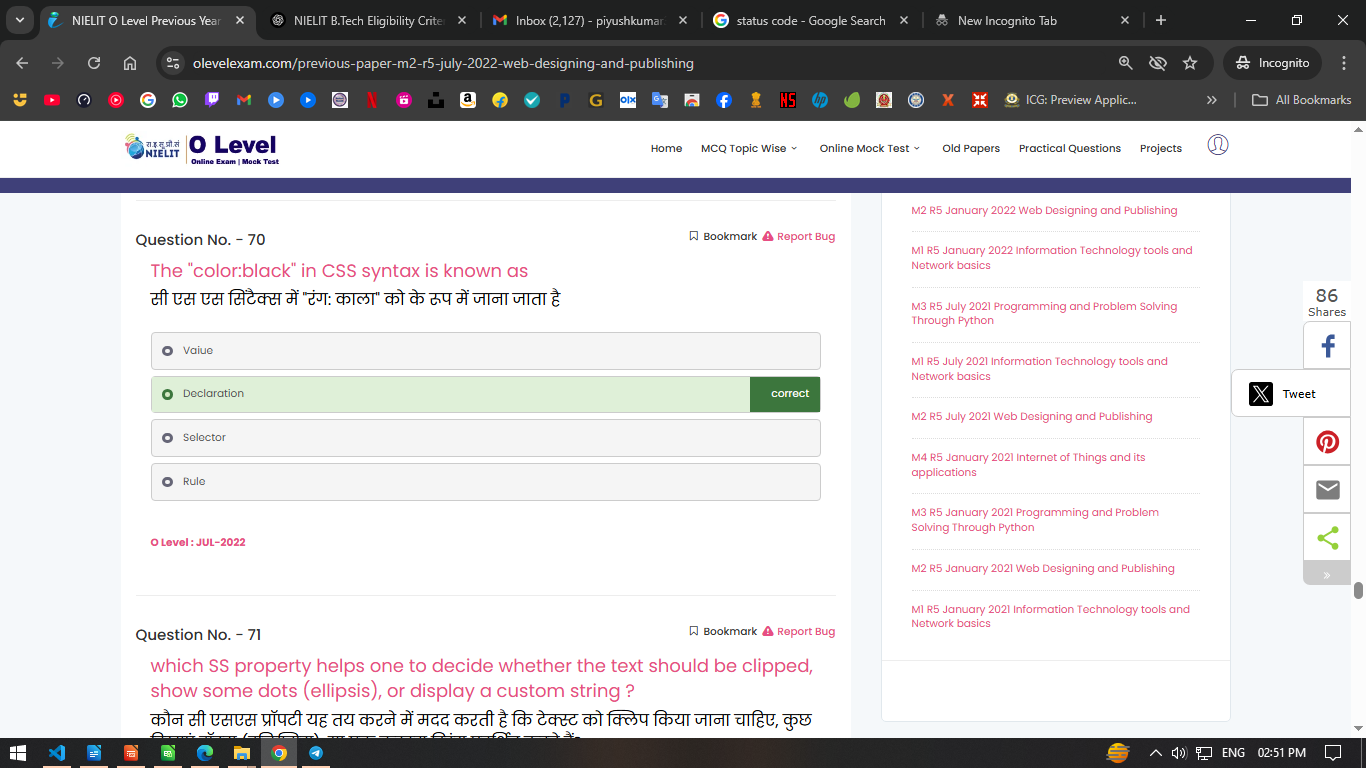 NIELIT O Level Previous Year
NIELIT B.Tech Eligibility Crite
Inbox (2,127) - piyushkumar
status code - Google Search
New Incognito Tab
olevelexam.com/previous-paper-m2-r5-july-2022-web-designing-and-publishing
Incognito
ICG: Preview Applic...
All Bookmarks
रा.इ.सू.प्रौ.सं
NIELIT
O Level
Online Exam | Mock Test
Home
MCQ Topic Wise
Online Mock Test
Old Papers
Practical Questions
Projects
Question No. - 70
Bookmark
Report Bug
The "color:black" in CSS syntax is known as
सी एस एस सिंटैक्स में "रंग: काला" को के रूप में जाना जाता है
Value
Declaration
correct
Selector
Rule
O Level : JUL-2022
Question No. - 71
Bookmark
Report Bug
which SS property helps one to decide whether the text should be clipped,
show some dots (ellipsis), or display a custom string ?
कौन सी एसएस प्रॉपटी यह तय करने में मदद करती है कि टेक्स्ट को क्लिप किया जाना चाहिए, कुछ
M2 R5 January 2022 Web Designing and Publishing
M1 R5 January 2022 Information Technology tools and
Network basics
M3 R5 July 2021 Programming and Problem Solving
Through Python
M1 R5 July 2021 Information Technology tools and
Network basics
M2 R5 July 2021 Web Designing and Publishing
M4 R5 January 2021 Internet of Things and its
applications
M3 R5 January 2021 Programming and Problem
Solving Through Python
M2 R5 January 2021 Web Designing and Publishing
M1 R5 January 2021 Information Technology tools and
Network basics
86
Shares
Tweet
ENG
02:51 PM